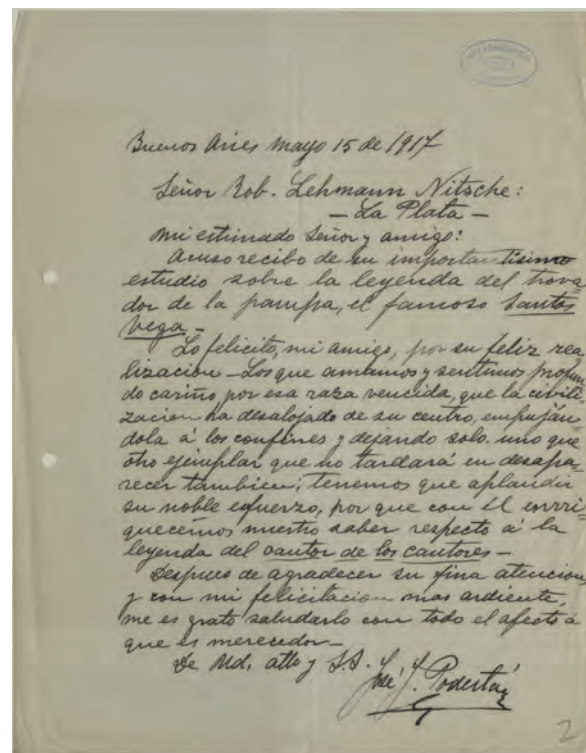 Buenos Aires Mayo 15 de 1917
Señor Rob. Lehmann Nitsche:
— La Plata —
Mi estimado Señor y amigo:
Acuso recibo de su importantísimo
estudio sobre la leyenda del trova-
dor de la pampa, el famoso Santos
Vega —
Lo felicito, mi amigo, por su feliz rea-
lizacion — Los que amamos y sentimos profun-
do cariño por esa raza vencida, que la civili-
zacion ha desalojado de su centro, empuján-
dola á los confines y dejando solo uno que
otro ejemplar que no tardará en desapa-
recer tambien; tenemos que aplaudir
su noble esfuerzo, por que con él enrri-
quecemos nuestro saber respecto á la
leyenda del cantor de los cantores —
Despues de agradecer su fina atencion
y con mi felicitacion mas ardiente,
me es grato saludarlo con todo el afecto á
que es merecedor —
De Ud. atto y S.S. José J. Podestá
2